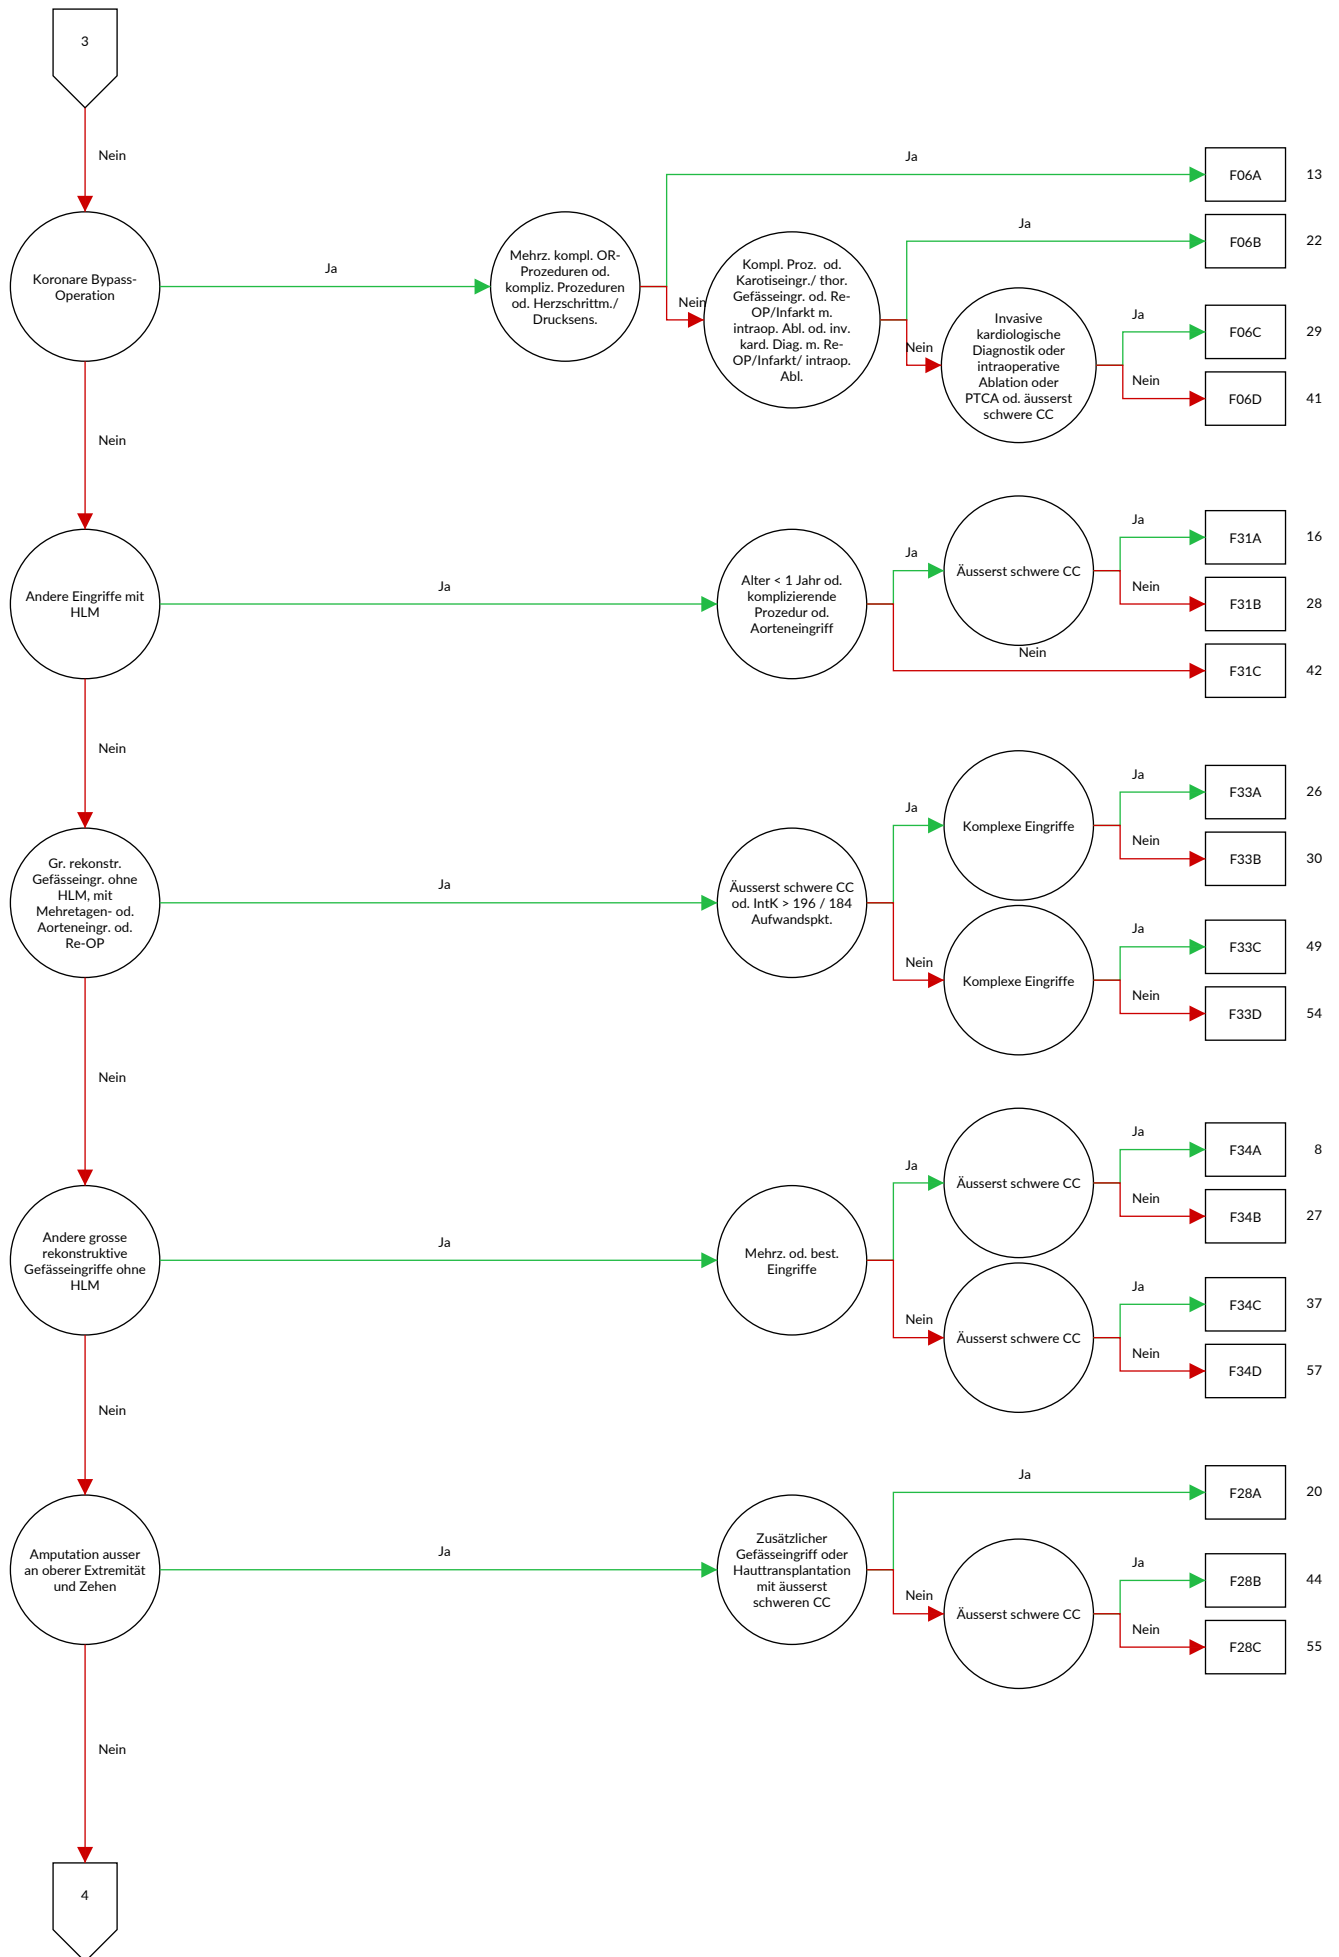 3
Nein
Koronare Bypass-
Operation
Ja
Mehrz. kompl. OR-
Prozeduren od.
kompliz. Prozeduren
od. Herzschrittm./
Drucksens.
Ja
F06A
13
Nein
Kompl. Proz. od.
Karotiseingr./ thor.
Gefässeingr. od. Re-
OP/Infarkt m.
intraop. Abl. od. inv.
kard. Diag. m. Re-
OP/Infarkt/ intraop.
Abl.
Ja
F06B
22
Nein
Invasive
kardiologische
Diagnostik oder
intraoperative
Ablation oder
PTCA od. äusserst
schwere CC
Ja
F06C
29
Nein
F06D
41
Nein
Andere Eingriffe mit
HLM
Ja
Alter < 1 Jahr od.
komplizierende
Prozedur od.
Aorteneingriff
Ja
Äusserst schwere CC
Ja
F31A
16
Nein
F31B
28
Nein
F31C
42
Nein
Gr. rekonstr.
Gefässeingr. ohne
HLM, mit
Mehretagen- od.
Aorteneingr. od.
Re-OP
Ja
Äusserst schwere CC
od. IntK > 196 / 184
Aufwandspkt.
Ja
Komplexe Eingriffe
Ja
F33A
26
Nein
F33B
30
Nein
Komplexe Eingriffe
Ja
F33C
49
Nein
F33D
54
Nein
Andere grosse
rekonstruktive
Gefässeingriffe ohne
HLM
Ja
Mehrz. od. best.
Eingriffe
Ja
Äusserst schwere CC
Ja
F34A
8
Nein
F34B
27
Nein
Äusserst schwere CC
Ja
F34C
37
Nein
F34D
57
Nein
Amputation ausser
an oberer Extremität
und Zehen
Ja
Zusätzlicher
Gefässeingriff oder
Hauttransplantation
mit äusserst
schweren CC
Ja
F28A
20
Nein
Äusserst schwere CC
Ja
F28B
44
Nein
F28C
55
Nein
4